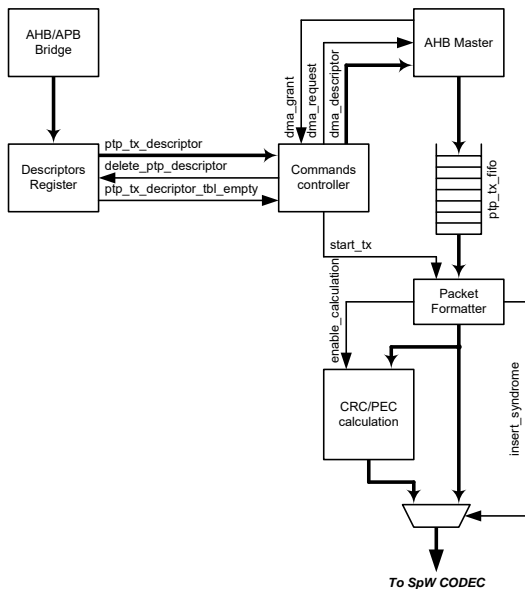 AHB/APB
Bridge
AHB Master
dma_grant
dma_request
dma_descriptor
Descriptors
Register
ptp_tx_descriptor
delete_ptp_descriptor
ptp_tx_decriptor_tbl_empty
Commands
controller
ptp_tx_fifo
start_tx
Packet
Formatter
enable_calculation
CRC/PEC
calculation
insert_syndrome
To SpW CODEC